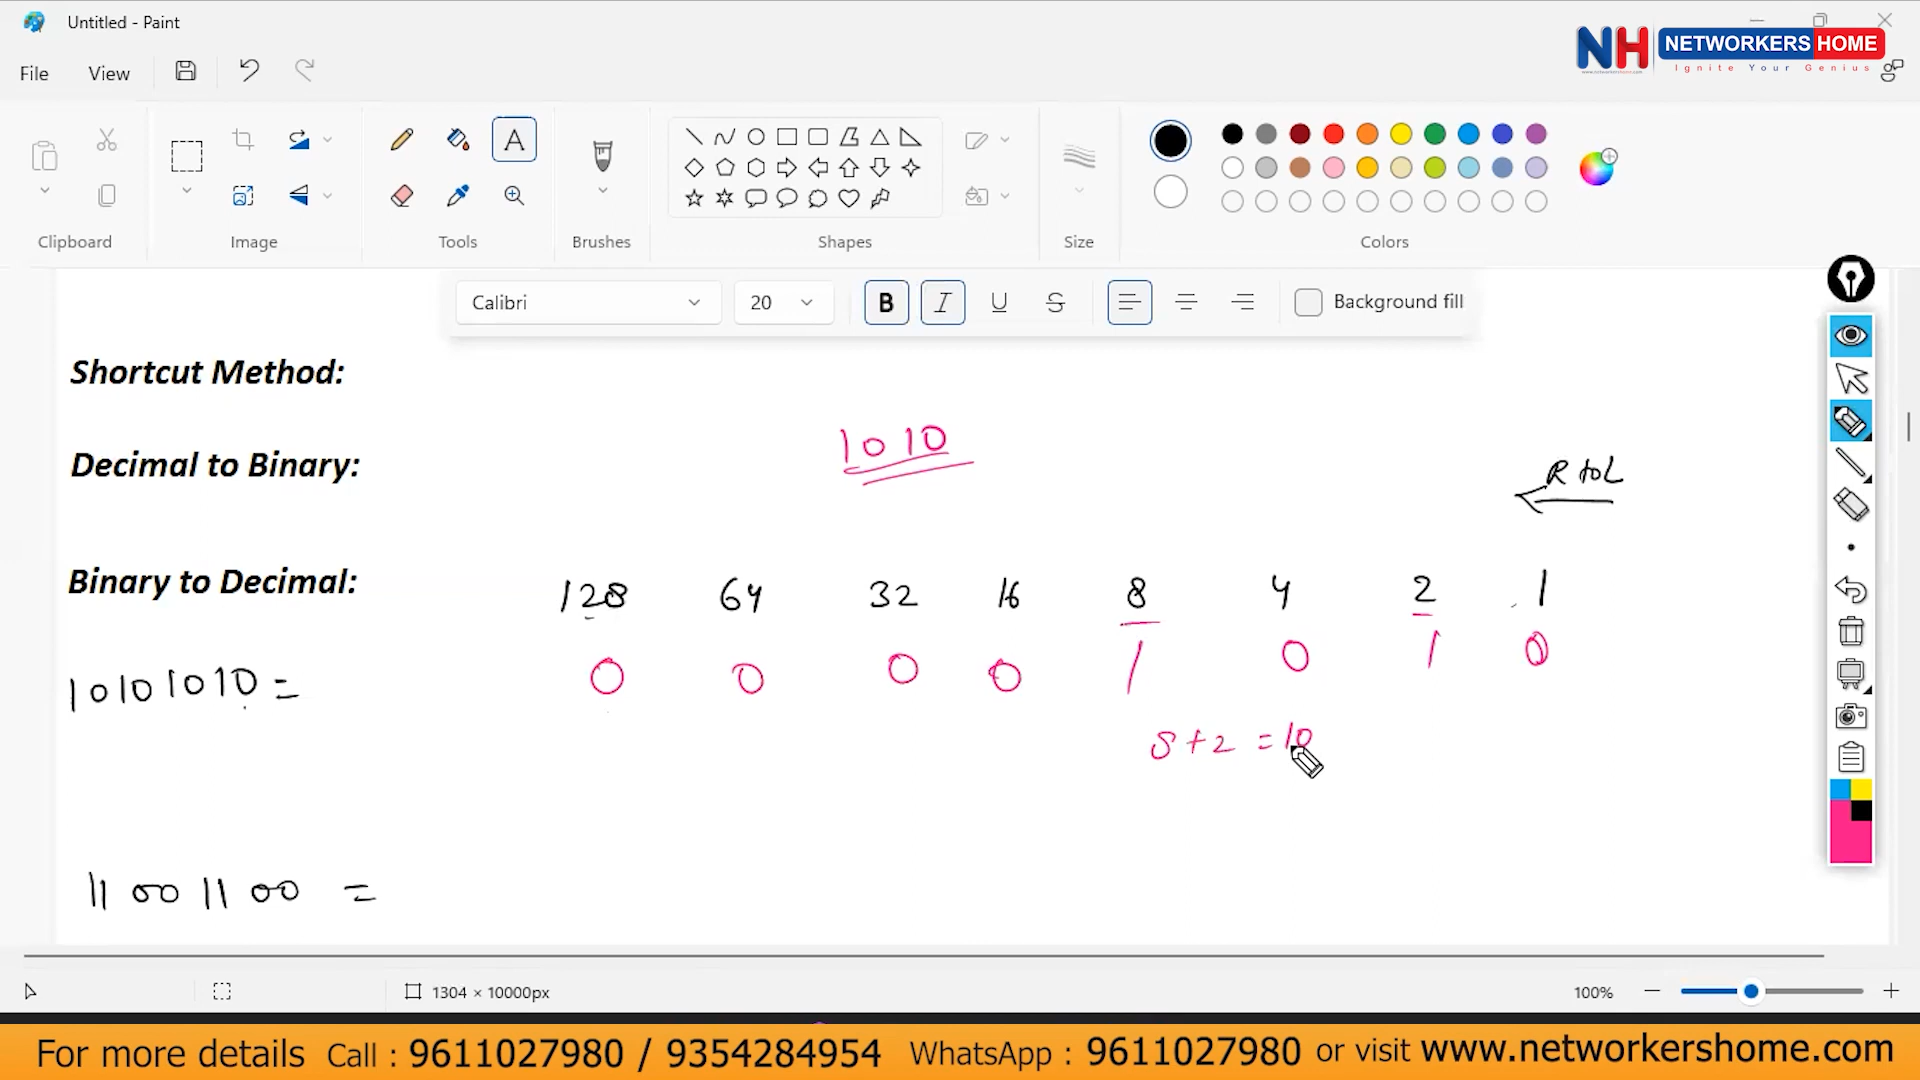 Untitled - Paint
NH NETWORKERS HOME
Ignite Your Genius
File View
Clipboard Image Tools Brushes Shapes Size Colors
Calibri 20 B I U S Background fill
Shortcut Method:
1010
Decimal to Binary:
R to L
Binary to Decimal:
128 64 32 16 8 4 2 1
10101010 =
0 0 0 0 1 0 1 0
8+2 = 10
11001100 =
1304 × 10000px
100%
For more details Call : 9611027980 / 9354284954 WhatsApp : 9611027980 or visit www.networkershome.com